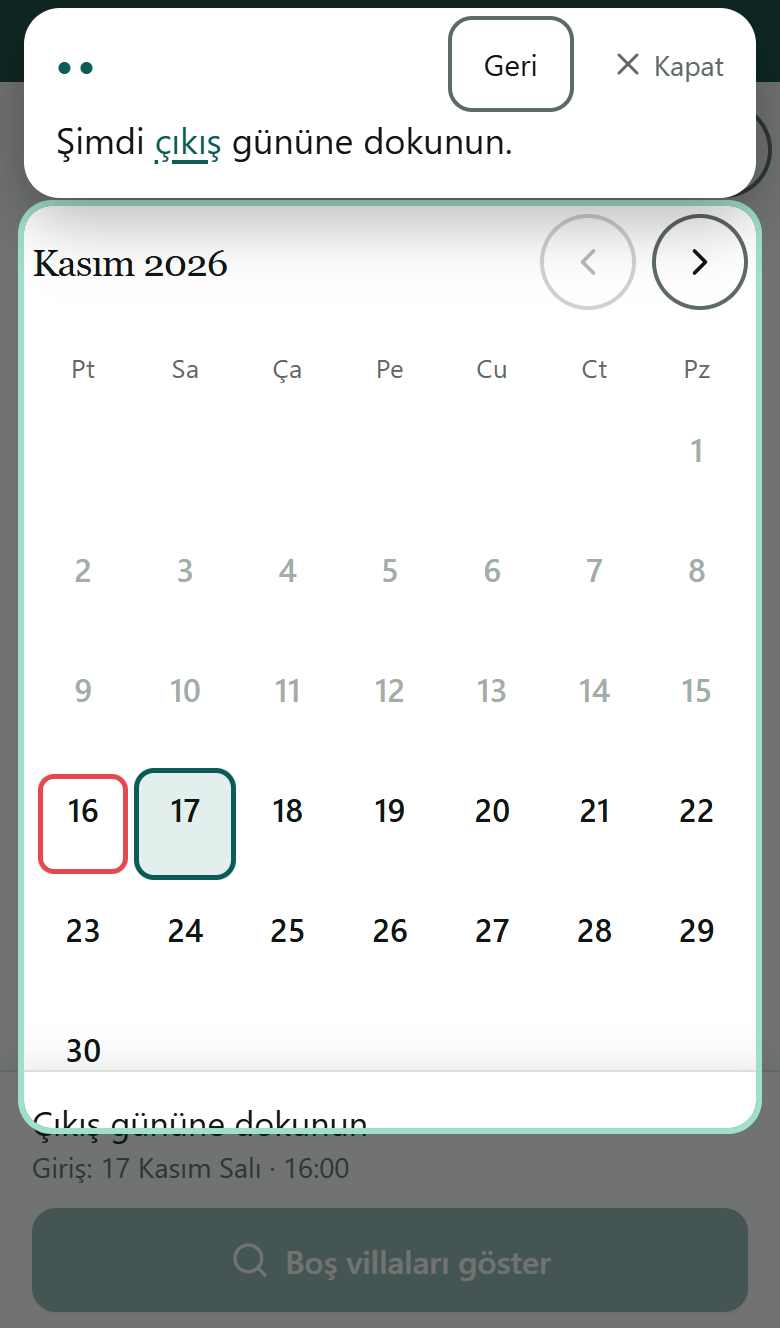 Geri
Kapat
Şimdi çıkış gününe dokunun.
Kasım 2026
Pt Sa Ça Pe Cu Ct Pz
1
2 3 4 5 6 7 8
9 10 11 12 13 14 15
16 17 18 19 20 21 22
23 24 25 26 27 28 29
30
Çıkış gününe dokunun
Giriş: 17 Kasım Salı · 16:00
Boş villaları göster